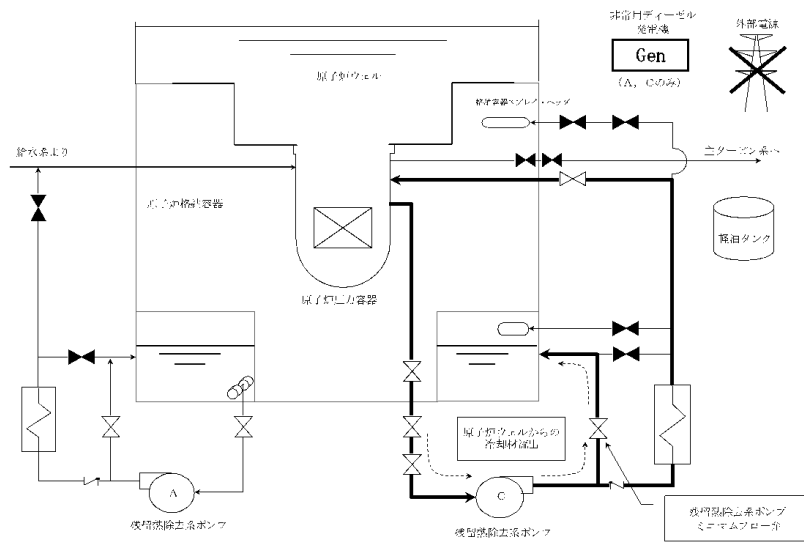 非常用ディーゼル
発電機
Gen
(A, Cのみ)
外部電源
原子炉ウェル
格納容器スプレイ・ヘッダ
給水系より
主タービン系へ
原子炉格納容器
軽油タンク
原子炉圧力容器
原子炉ウェルからの
冷却材流出
A
C
残留熱除去系ポンプ
残留熱除去系ポンプ
残留熱除去系ポンプ
ミニマムフロー弁